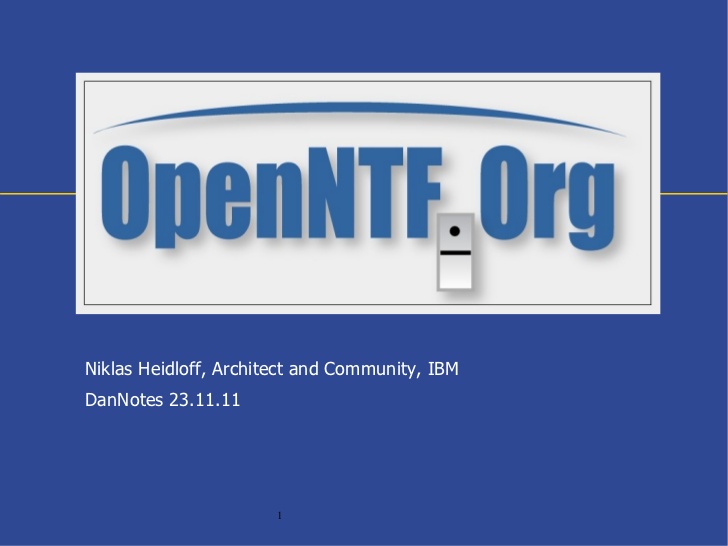 OpenNTF.Org
Niklas Heidloff, Architect and Community, IBM
DanNotes 23.11.11
1